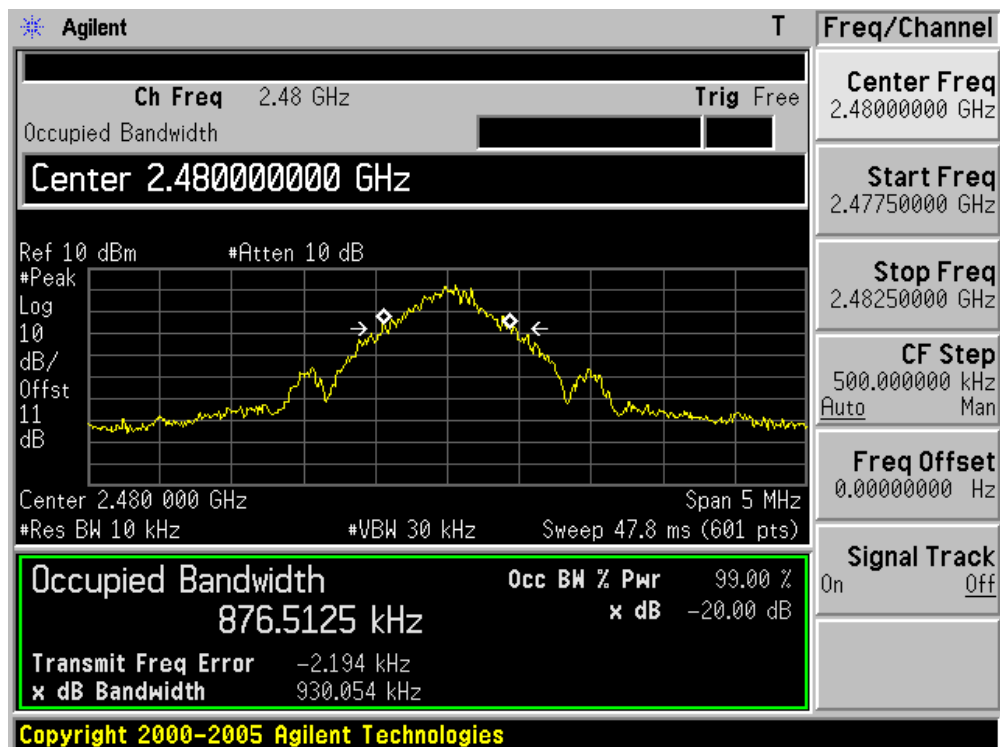 Agilent T
Ch Freq 2.48 GHz Trig Free
Occupied Bandwidth
Center 2.480000000 GHz
Ref 10 dBm #Atten 10 dB
#Peak
Log
10
dB/
Offst
11
dB
Center 2.480 000 GHz Span 5 MHz
#Res BW 10 kHz #VBW 30 kHz Sweep 47.8 ms (601 pts)
Occupied Bandwidth Occ BW % Pwr 99.00 %
876.5125 kHz x dB -20.00 dB
Transmit Freq Error -2.194 kHz
x dB Bandwidth 930.054 kHz
Copyright 2000-2005 Agilent Technologies
Freq/Channel
Center Freq
2.48000000 GHz
Start Freq
2.47750000 GHz
Stop Freq
2.48250000 GHz
CF Step
500.000000 kHz
Auto Man
Freq Offset
0.00000000 Hz
Signal Track
On Off